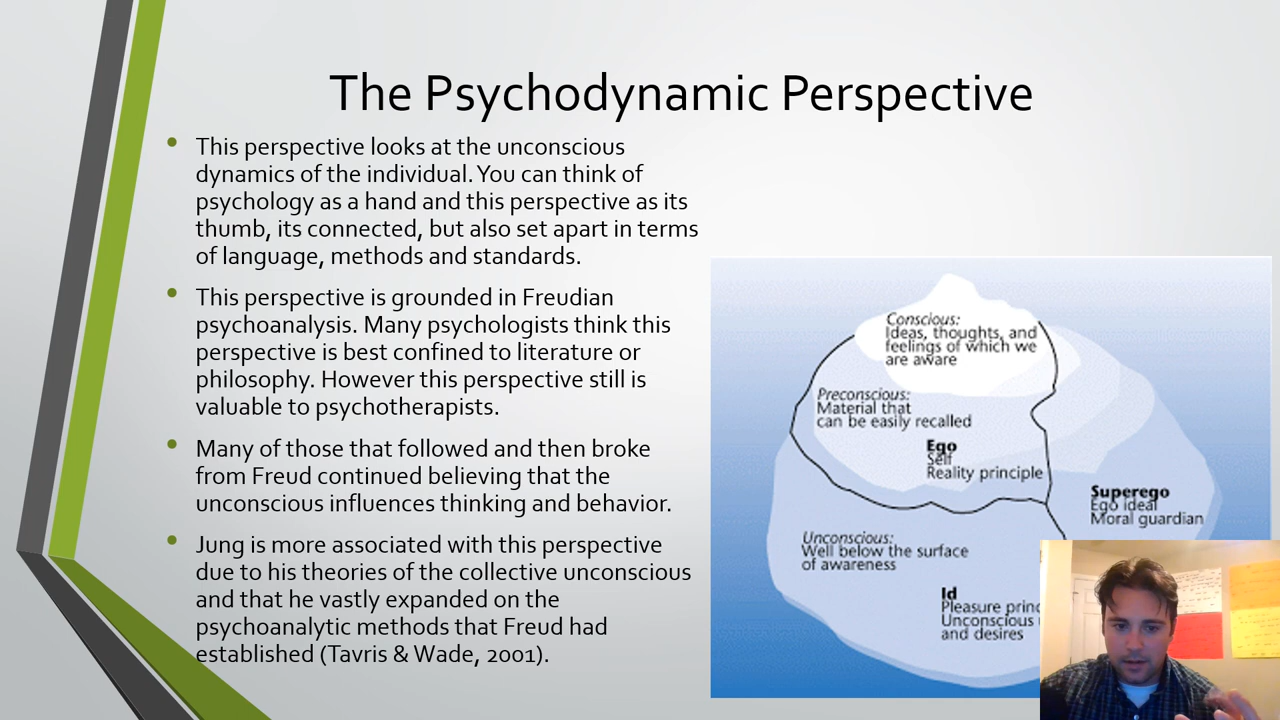 The Psychodynamic Perspective
• This perspective looks at the unconscious
dynamics of the individual. You can think of
psychology as a hand and this perspective as its
thumb, its connected, but also set apart in terms
of language, methods and standards.
• This perspective is grounded in Freudian
psychoanalysis. Many psychologists think this
perspective is best confined to literature or
philosophy. However this perspective still is
valuable to psychotherapists.
• Many of those that followed and then broke
from Freud continued believing that the
unconscious influences thinking and behavior.
• Jung is more associated with this perspective
due to his theories of the collective unconscious
and that he vastly expanded on the
psychoanalytic methods that Freud had
established (Tavris & Wade, 2001).
Conscious:
Ideas, thoughts, and
feelings of which we
are aware
Preconscious:
Material that
can be easily recalled
Ego
Self
Reality principle
Superego
Ego ideal
Moral guardian
Unconscious:
Well below the surface
of awareness
Id
Pleasure
Unconscious
and desires